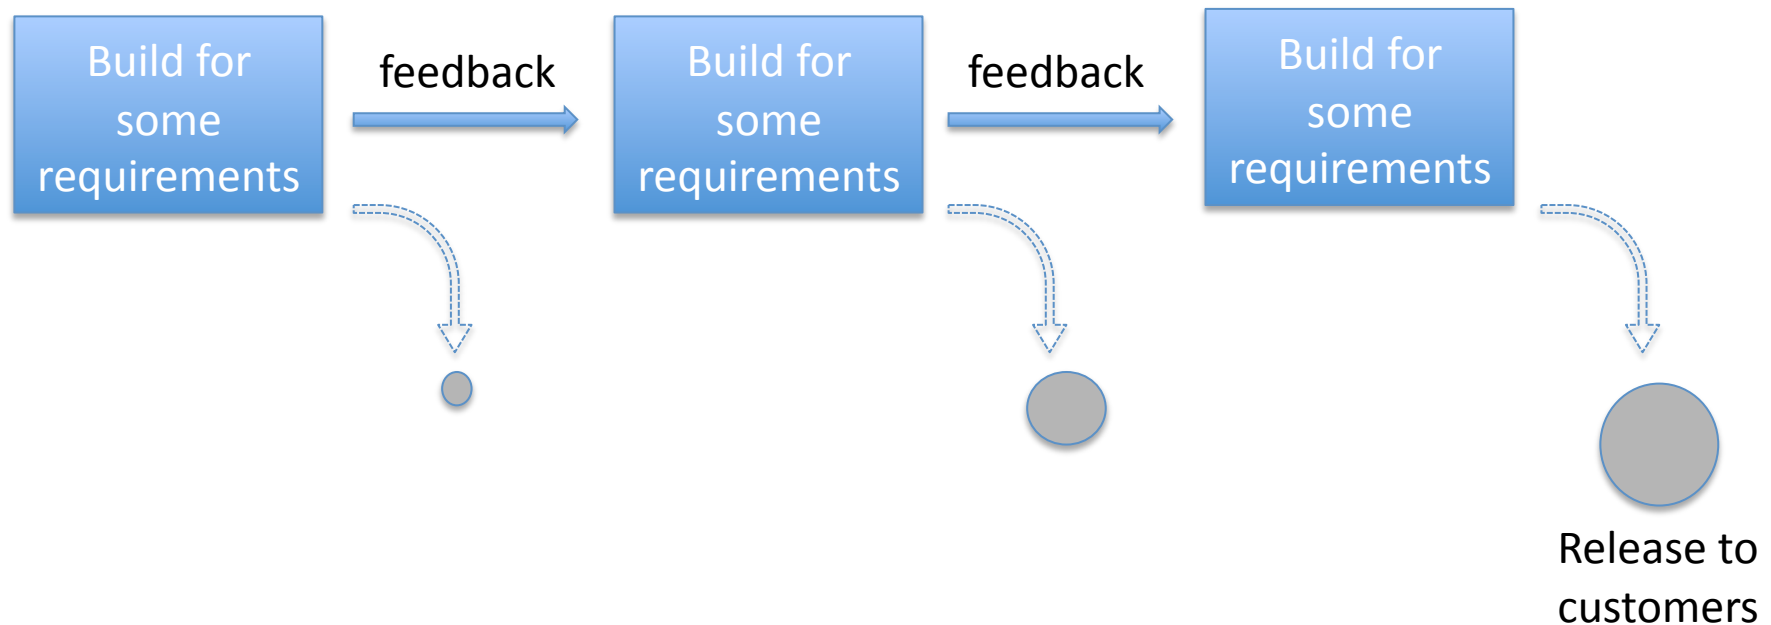 Build for
some
requirements
feedback
Build for
some
requirements
feedback
Build for
some
requirements
Release to
customers